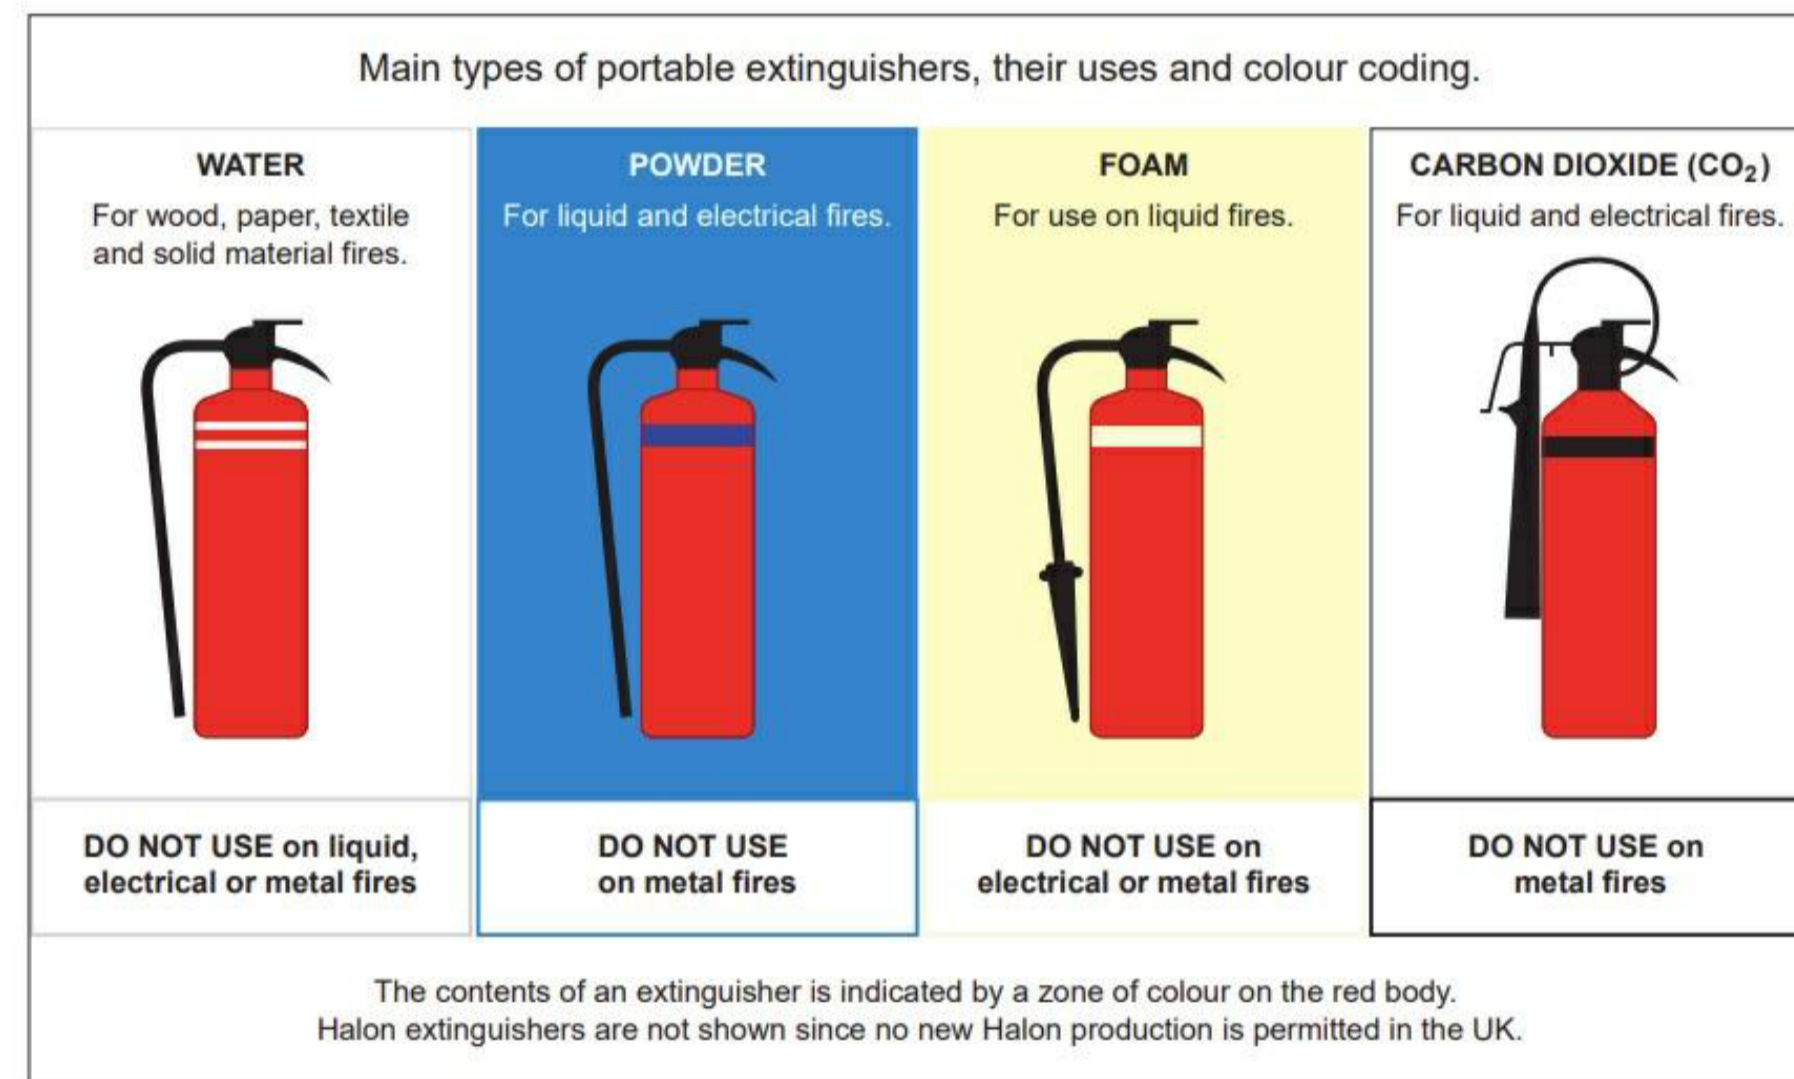 Main types of portable extinguishers, their uses and colour coding.
WATER
For wood, paper, textile
and solid material fires.
DO NOT USE on liquid,
electrical or metal fires
POWDER
For liquid and electrical fires.
DO NOT USE
on metal fires
FOAM
For use on liquid fires.
DO NOT USE on
electrical or metal fires
CARBON DIOXIDE (CO₂)
For liquid and electrical fires.
DO NOT USE on
metal fires
The contents of an extinguisher is indicated by a zone of colour on the red body.
Halon extinguishers are not shown since no new Halon production is permitted in the UK.